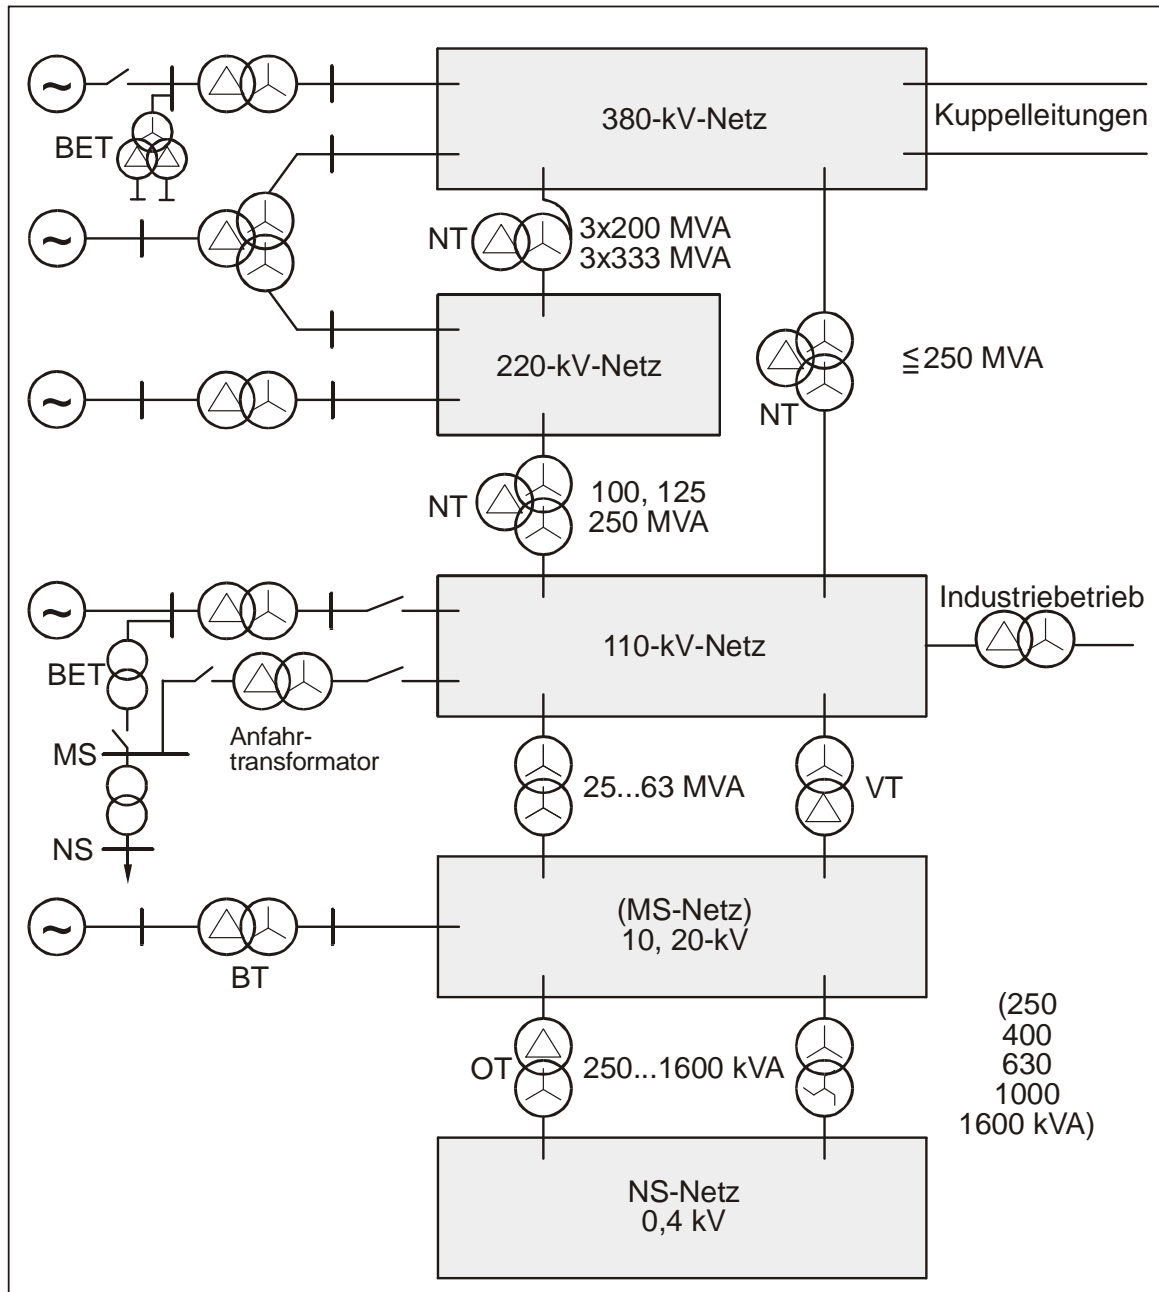 380-kV-Netz
Kuppelleitungen
BET
~
~
NT
3x200 MVA
3x333 MVA
220-kV-Netz
≦250 MVA
~
NT
NT
100, 125
250 MVA
Industriebetrieb
~
110-kV-Netz
BET
Anfahr-
transformator
MS
25...63 MVA
VT
NS
(MS-Netz)
10, 20-kV
~
BT
(250
400
630
1000
1600 kVA)
OT
250...1600 kVA
NS-Netz
0,4 kV